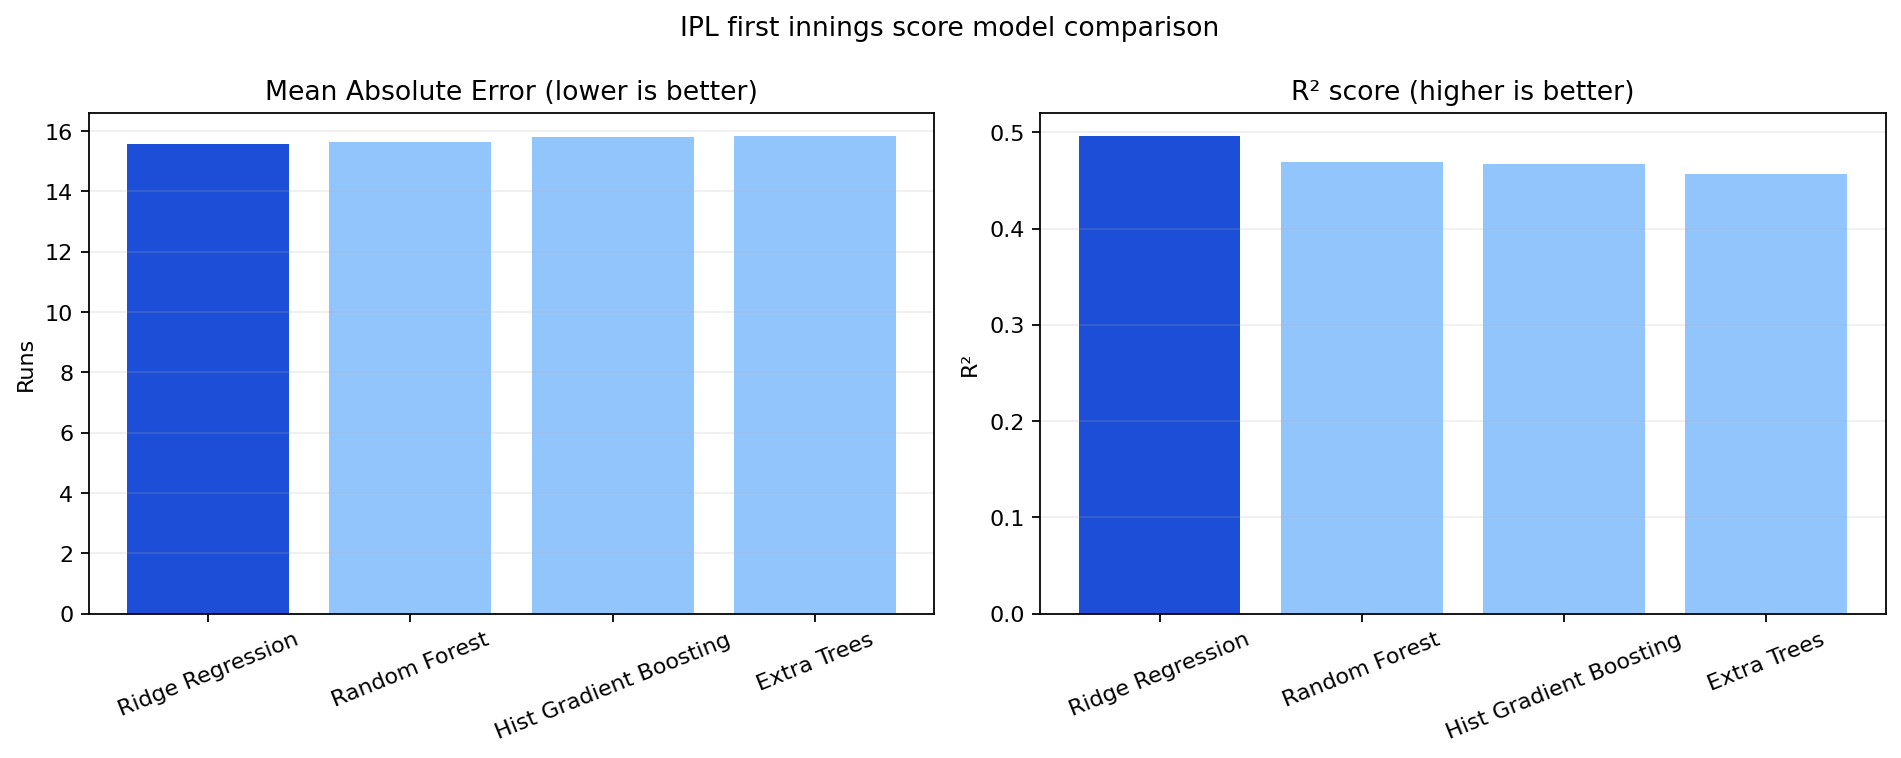 IPL first innings score model comparison
Mean Absolute Error (lower is better)
16
14
12
10
8
6
4
2
0
Runs
Ridge Regression
Random Forest
Hist Gradient Boosting
Extra Trees
R² score (higher is better)
0.5
0.4
0.3
0.2
0.1
0.0
R²
Ridge Regression
Random Forest
Hist Gradient Boosting
Extra Trees